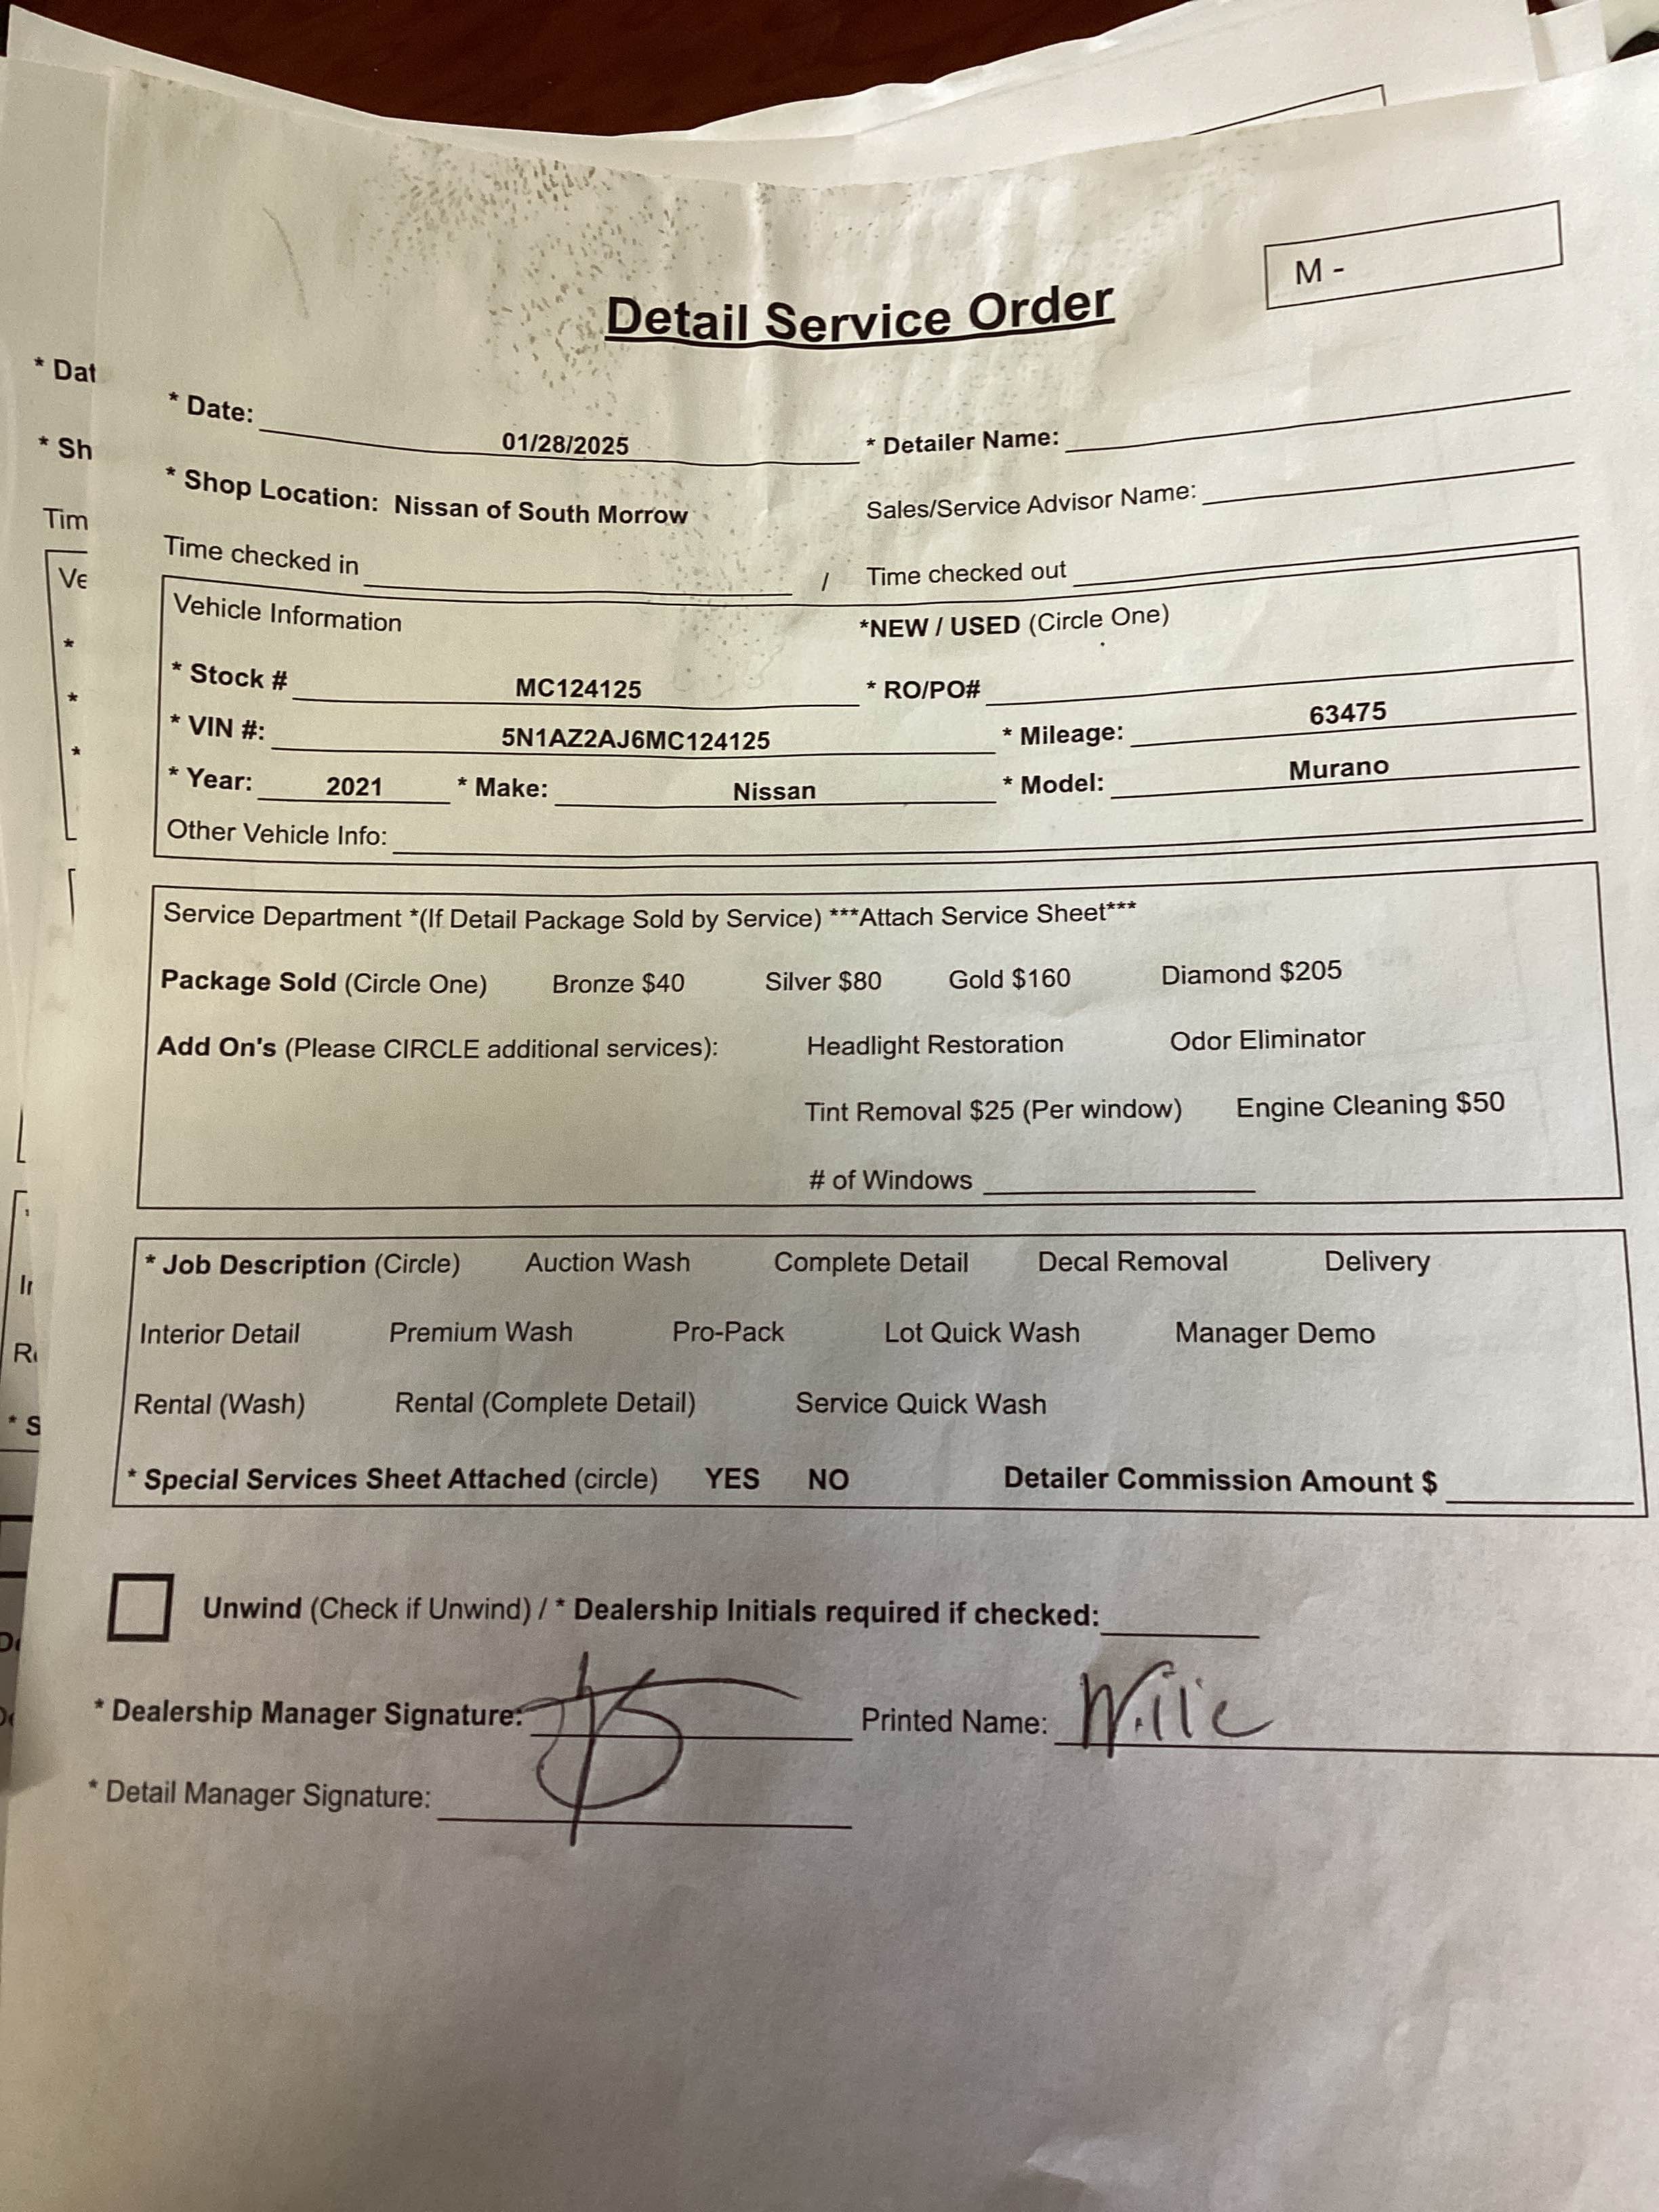 M -
Detail Service Order
* Dat
* Date: 01/28/2025 * Detailer Name:
* Sh
* Shop Location: Nissan of South Morrow Sales/Service Advisor Name:
Tim
Time checked in / Time checked out
Ve
Vehicle Information *NEW / USED (Circle One)
*
* Stock # MC124125 * RO/PO#
*
* VIN #: 5N1AZ2AJ6MC124125 * Mileage: 63475
*
* Year: 2021 * Make: Nissan * Model: Murano
Other Vehicle Info:
Service Department *(If Detail Package Sold by Service) ***Attach Service Sheet***
Package Sold (Circle One) Bronze $40 Silver $80 Gold $160 Diamond $205
Add On's (Please CIRCLE additional services): Headlight Restoration Odor Eliminator
Tint Removal $25 (Per window) Engine Cleaning $50
# of Windows
* Job Description (Circle) Auction Wash Complete Detail Decal Removal Delivery
Interior Detail Premium Wash Pro-Pack Lot Quick Wash Manager Demo
Rental (Wash) Rental (Complete Detail) Service Quick Wash
* S
* Special Services Sheet Attached (circle) YES NO Detailer Commission Amount $
Unwind (Check if Unwind) / * Dealership Initials required if checked:
* Dealership Manager Signature: Printed Name: Willie
* Detail Manager Signature: